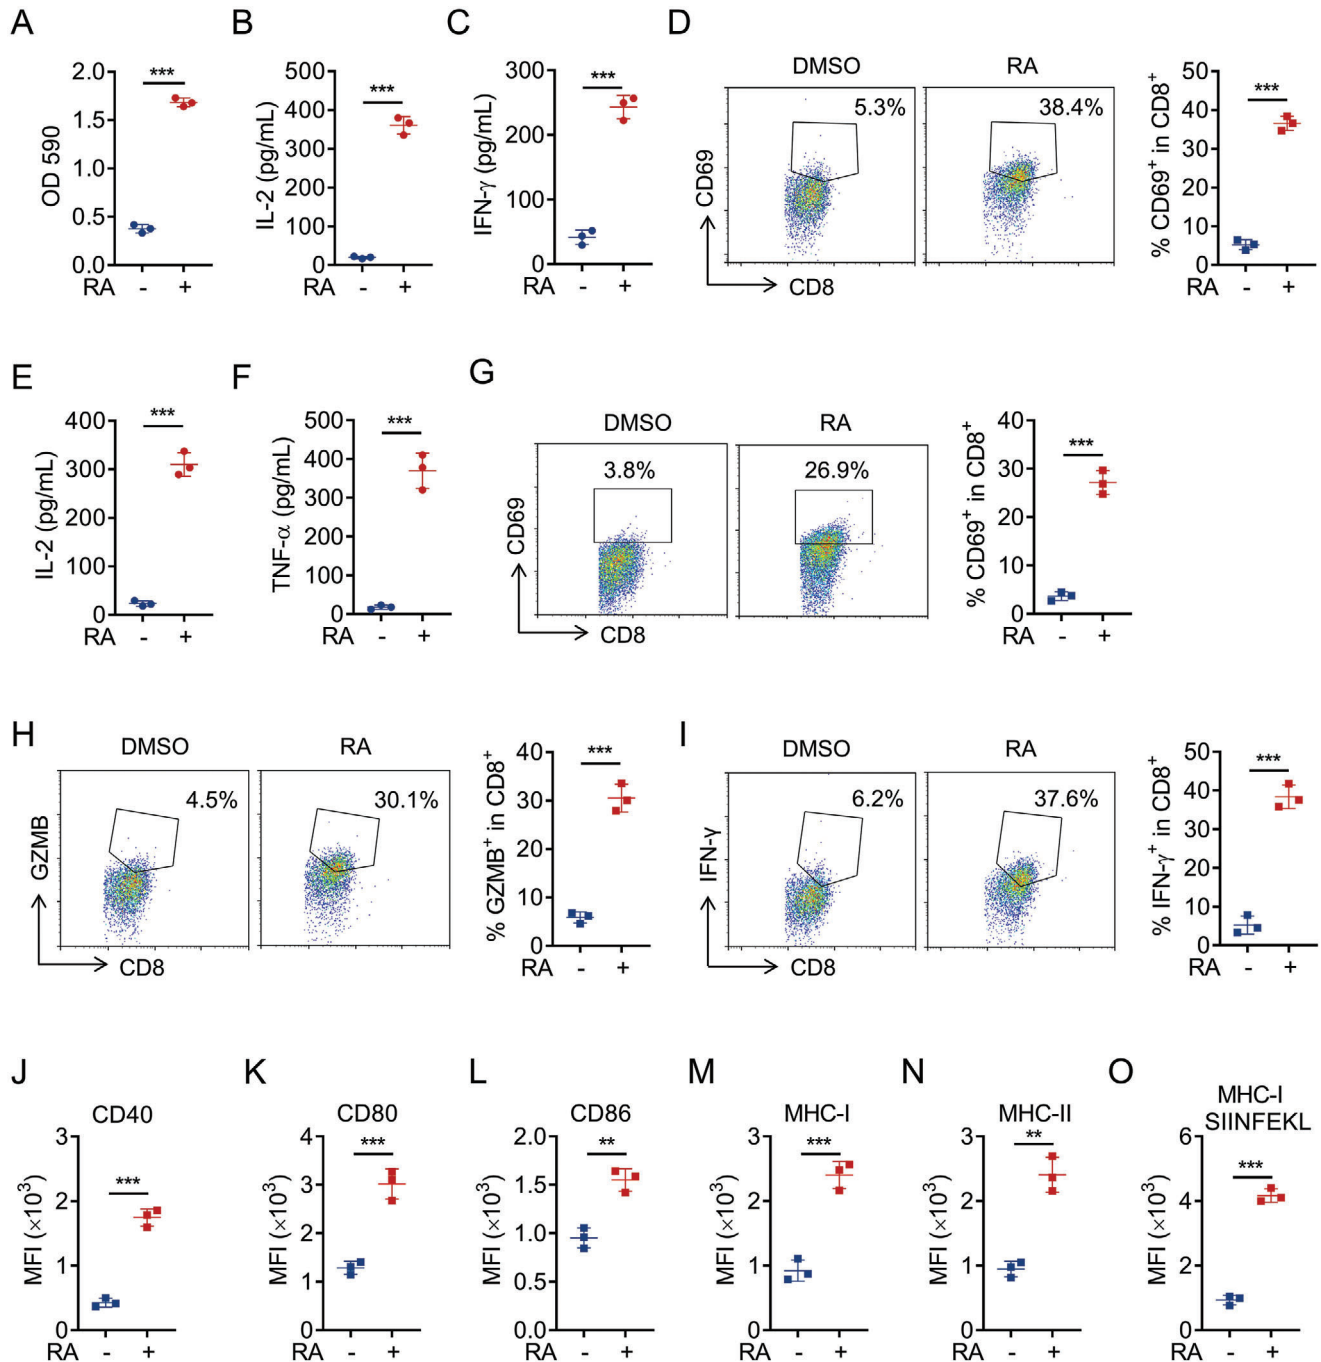 A
OD 590
2.0
1.5
1.0
0.5
0.0
***
RA - +
B
IL-2 (pg/mL)
500
400
300
200
100
0
***
RA - +
C
IFN-γ (pg/mL)
300
200
100
0
***
RA - +
D
DMSO
RA
5.3%
38.4%
CD69
CD8
% CD69⁺ in CD8⁺
50
40
30
20
10
0
***
RA - +
E
IL-2 (pg/mL)
400
300
200
100
0
***
RA - +
F
TNF-α (pg/mL)
500
400
300
200
100
0
***
RA - +
G
DMSO
RA
3.8%
26.9%
CD69
CD8
% CD69⁺ in CD8⁺
40
30
20
10
0
***
RA - +
H
DMSO
RA
4.5%
30.1%
GZMB
CD8
% GZMB⁺ in CD8⁺
40
30
20
10
0
***
RA - +
I
DMSO
RA
6.2%
37.6%
IFN-γ
CD8
% IFN-γ⁺ in CD8⁺
50
40
30
20
10
0
***
RA - +
J
CD40
MFI (×10³)
3
2
1
0
***
RA - +
K
CD80
MFI (×10³)
4
3
2
1
0
***
RA - +
L
CD86
MFI (×10³)
2.0
1.5
1.0
0.5
0.0
**
RA - +
M
MHC-I
MFI (×10³)
3
2
1
0
***
RA - +
N
MHC-II
MFI (×10³)
3
2
1
0
**
RA - +
O
MHC-I
SIINFEKL
MFI (×10³)
6
4
2
0
***
RA - +